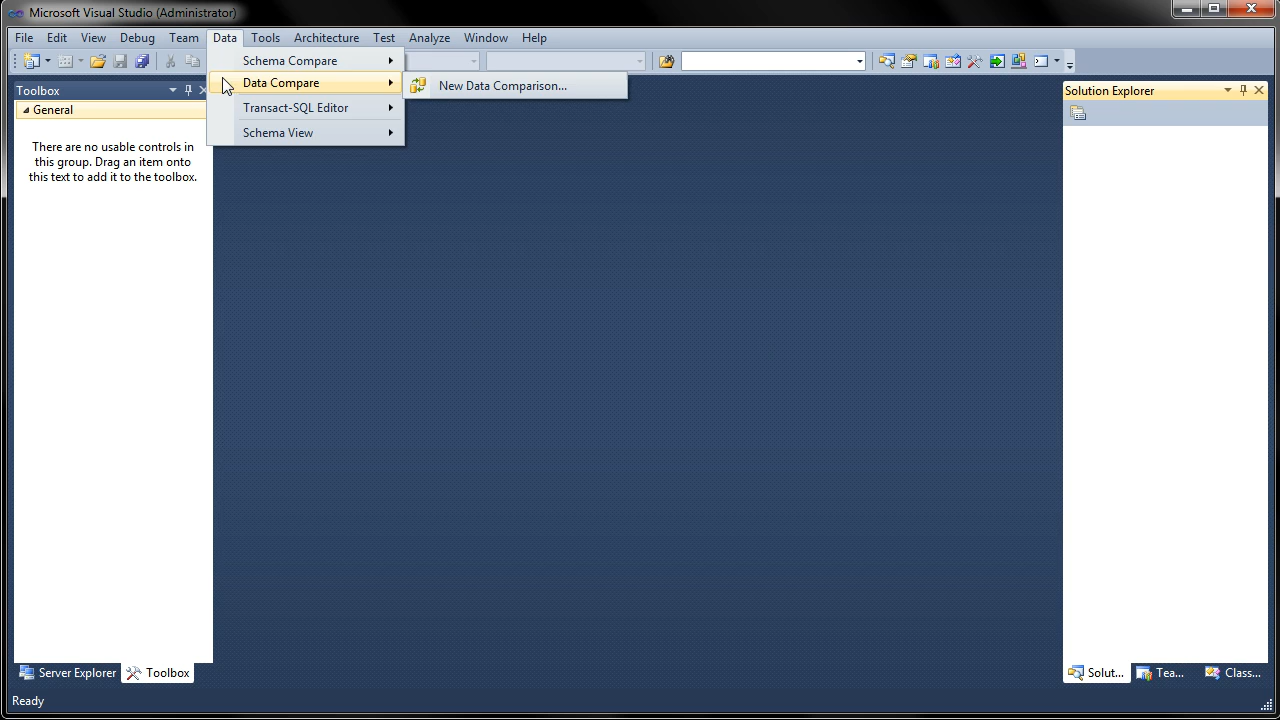 Microsoft Visual Studio (Administrator)
File Edit View Debug Team Data Tools Architecture Test Analyze Window Help
Schema Compare
Data Compare
New Data Comparison...
Transact-SQL Editor
Schema View
Toolbox
General
There are no usable controls in
this group. Drag an item onto
this text to add it to the toolbox.
Solution Explorer
Server Explorer Toolbox
Solut... Tea... Class...
Ready